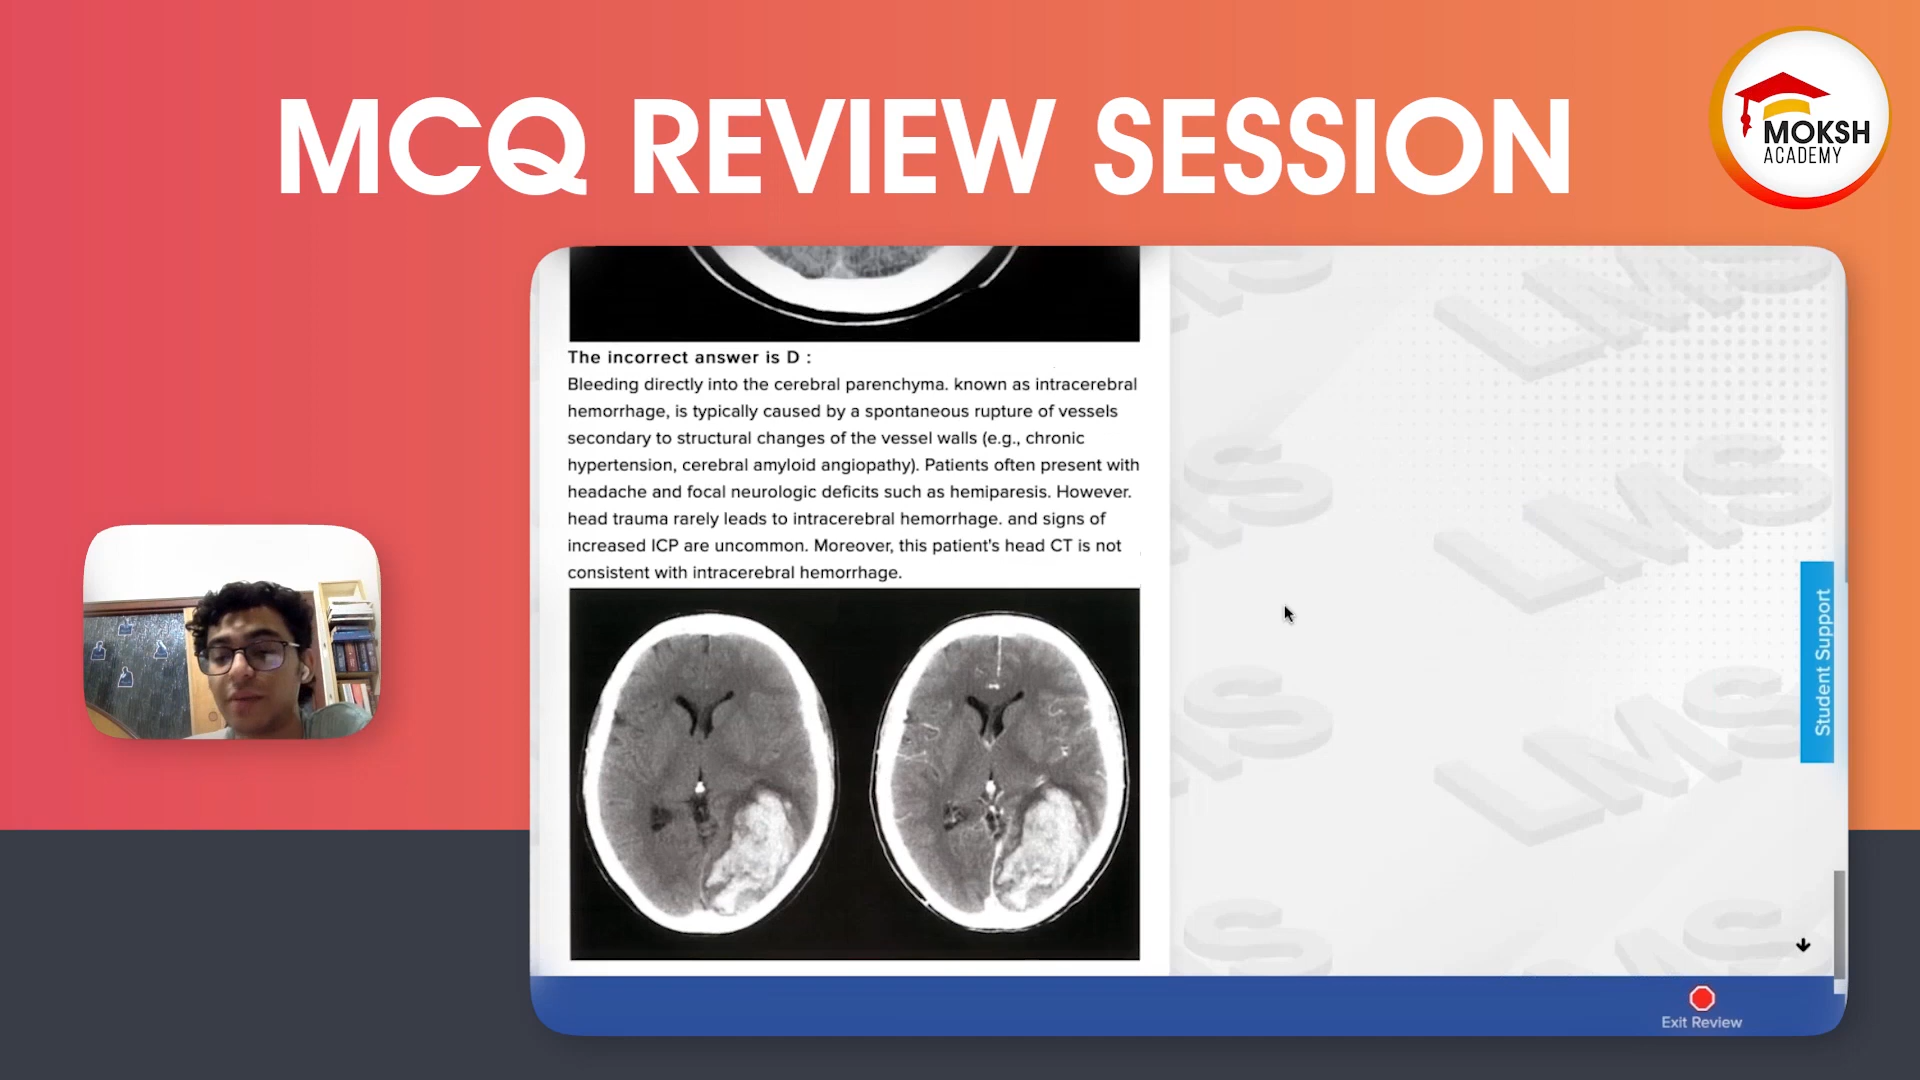 MCQ REVIEW SESSION
MOKSH
ACADEMY
The incorrect answer is D :
Bleeding directly into the cerebral parenchyma. known as intracerebral
hemorrhage, is typically caused by a spontaneous rupture of vessels
secondary to structural changes of the vessel walls (e.g., chronic
hypertension, cerebral amyloid angiopathy). Patients often present with
headache and focal neurologic deficits such as hemiparesis. However.
head trauma rarely leads to intracerebral hemorrhage. and signs of
increased ICP are uncommon. Moreover, this patient's head CT is not
consistent with intracerebral hemorrhage.
LMS
LMS
LMS
Student Support
Exit Review